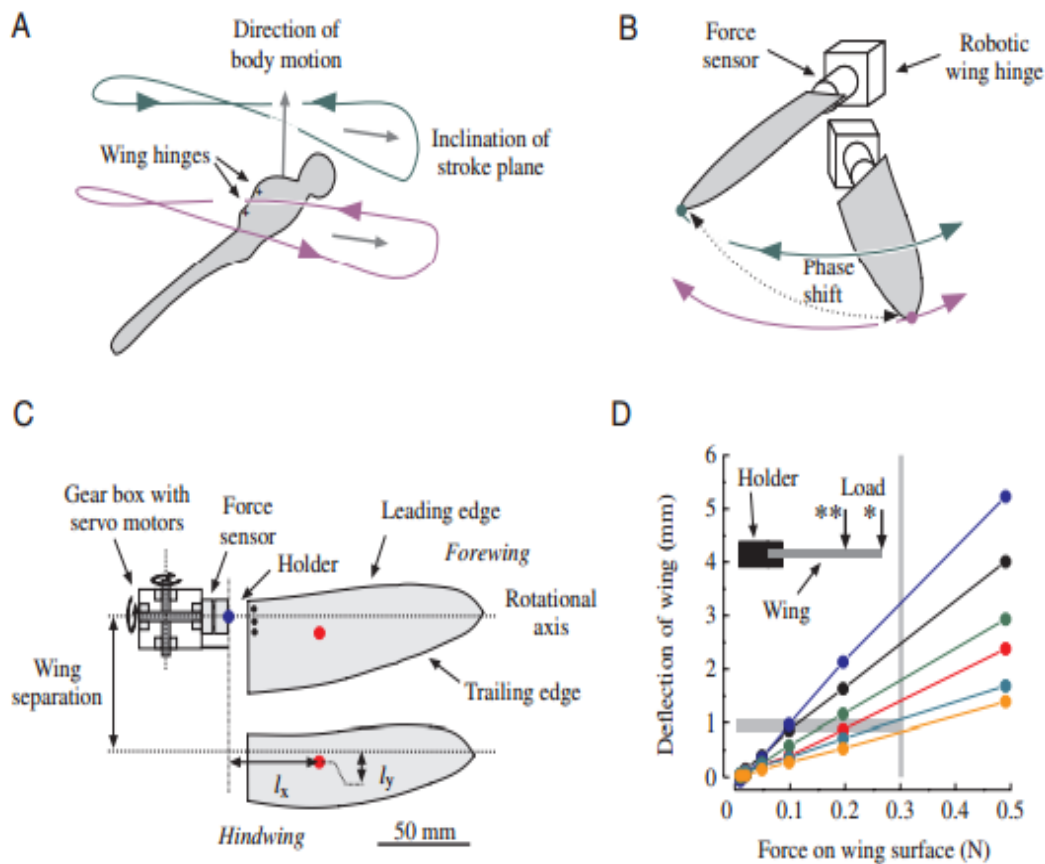 A
Direction of
body motion
Wing hinges
Inclination of
stroke plane
B
Force
sensor
Robotic
wing hinge
Phase
shift
C
Gear box with
servo motors
Force
sensor
Holder
Leading edge
Forewing
Rotational
axis
Wing
separation
Trailing edge
lx
ly
Hindwing
50 mm
D
Deflection of wing (mm)
6
5
4
3
2
1
0
Holder
Load
** *
Wing
0.1 0.2 0.3 0.4 0.5
Force on wing surface (N)